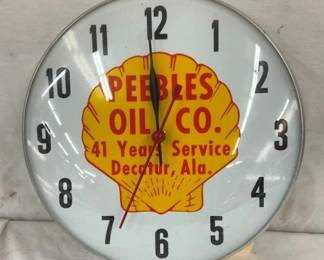 12
11 1
10 2
9 3
8 4
7 5
6
PEEBLES
OIL CO.
41 Years Service
Decatur, Ala.